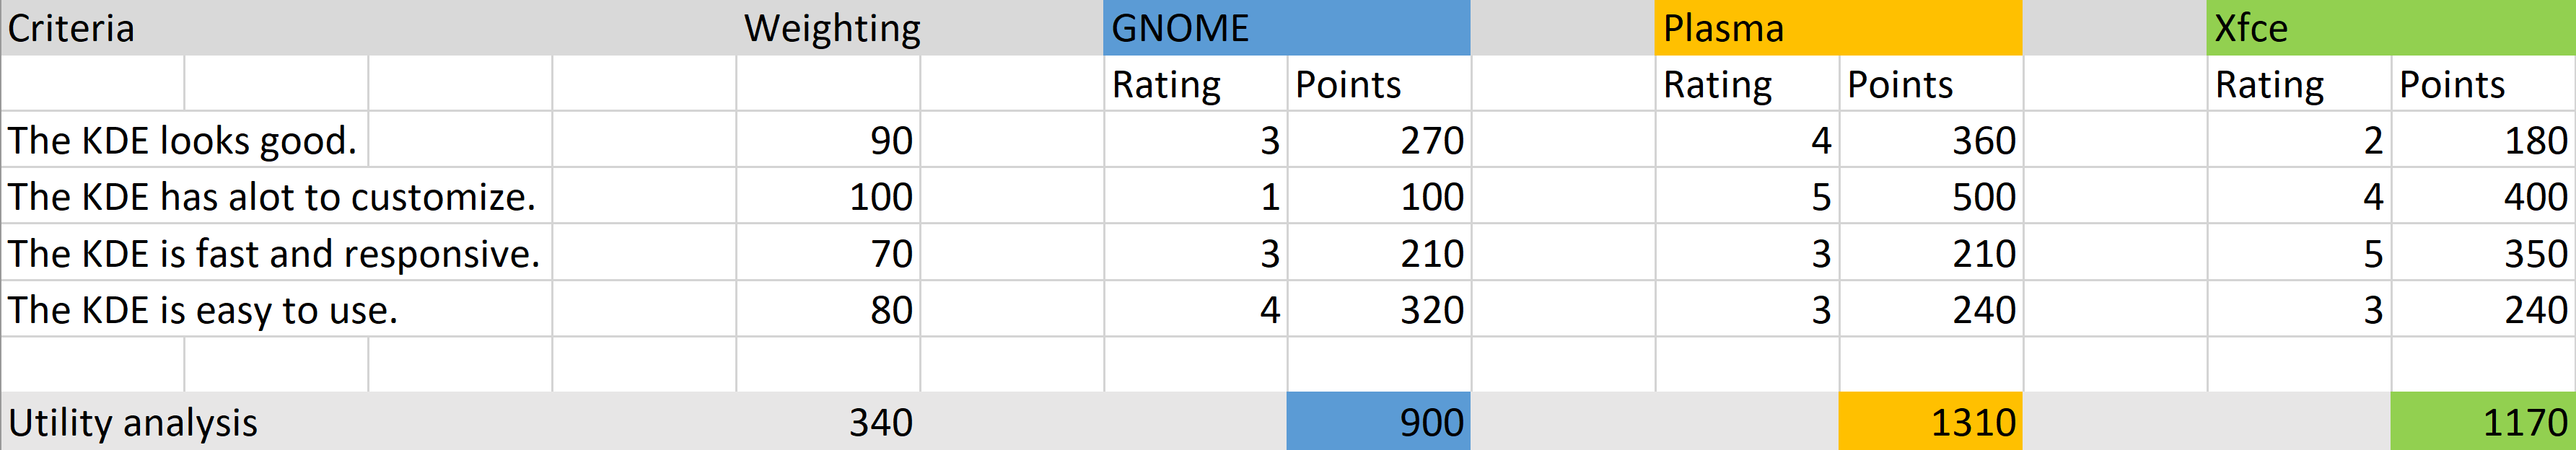 Criteria Weighting GNOME Plasma Xfce
Rating Points Rating Points Rating Points
The KDE looks good. 90 3 270 4 360 2 180
The KDE has alot to customize. 100 1 100 5 500 4 400
The KDE is fast and responsive. 70 3 210 3 210 5 350
The KDE is easy to use. 80 4 320 3 240 3 240
Utility analysis 340 900 1310 1170